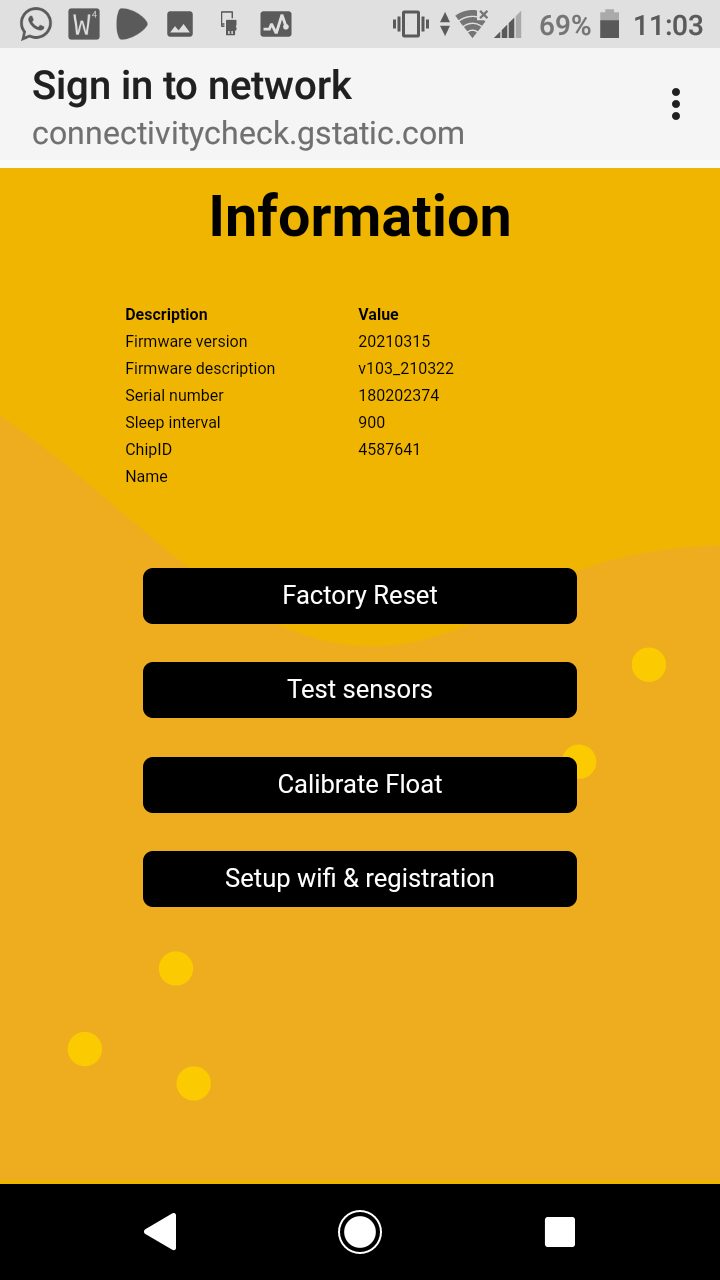 69% 11:03
Sign in to network
connectivitycheck.gstatic.com
Information
Description Value
Firmware version 20210315
Firmware description v103_210322
Serial number 180202374
Sleep interval 900
ChipID 4587641
Name
Factory Reset
Test sensors
Calibrate Float
Setup wifi & registration